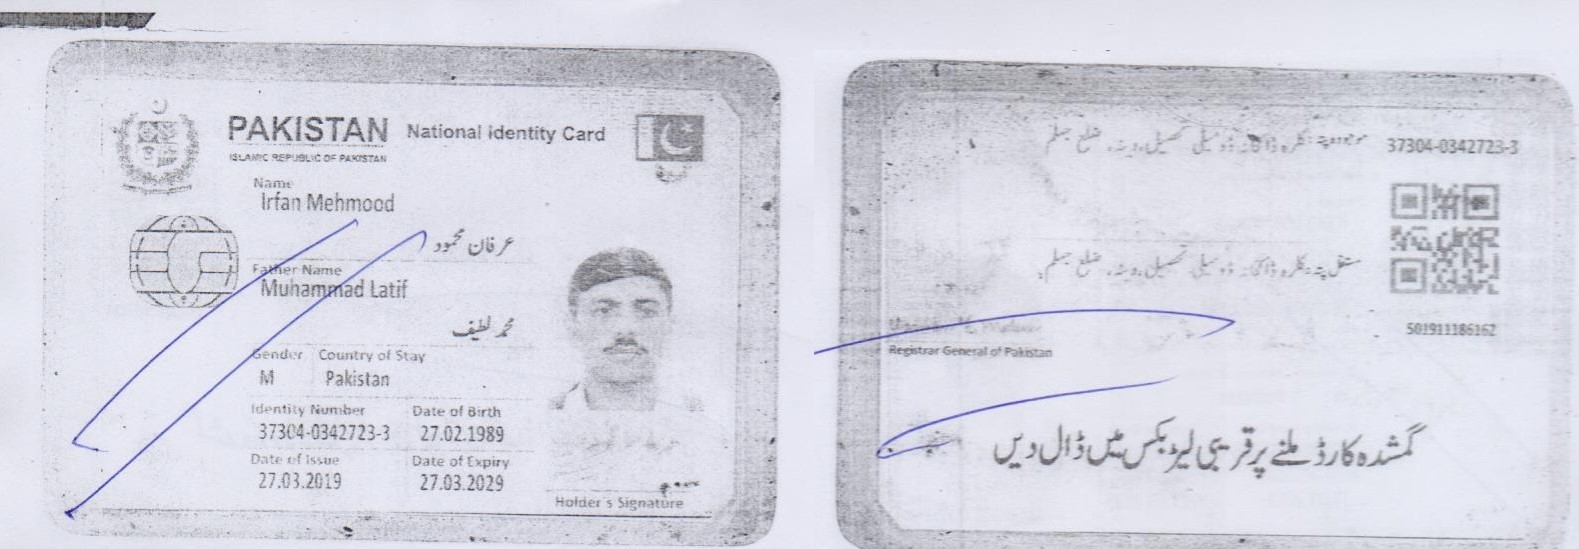 PAKISTAN National Identity Card
ISLAMIC REPUBLIC OF PAKISTAN
Name
Irfan Mehmood
عرفان محمود
Father Name
Muhammad Latif
محمد لطیف
Gender Country of Stay
M Pakistan
Identity Number Date of Birth
37304-0342723-3 27.02.1989
Date of Issue Date of Expiry
27.03.2019 27.03.2029
Holder's Signature
37304-0342723-3
موجودہ پتہ: ڈاکخانہ ڈومیلی تحصیل دینہ، ضلع جہلم
مستقل پتہ: ڈاکخانہ ڈومیلی تحصیل دینہ، ضلع جہلم
501911186162
Registrar General of Pakistan
گمشدہ کارڈ ملنے پر قریبی لیٹر بکس میں ڈال دیں